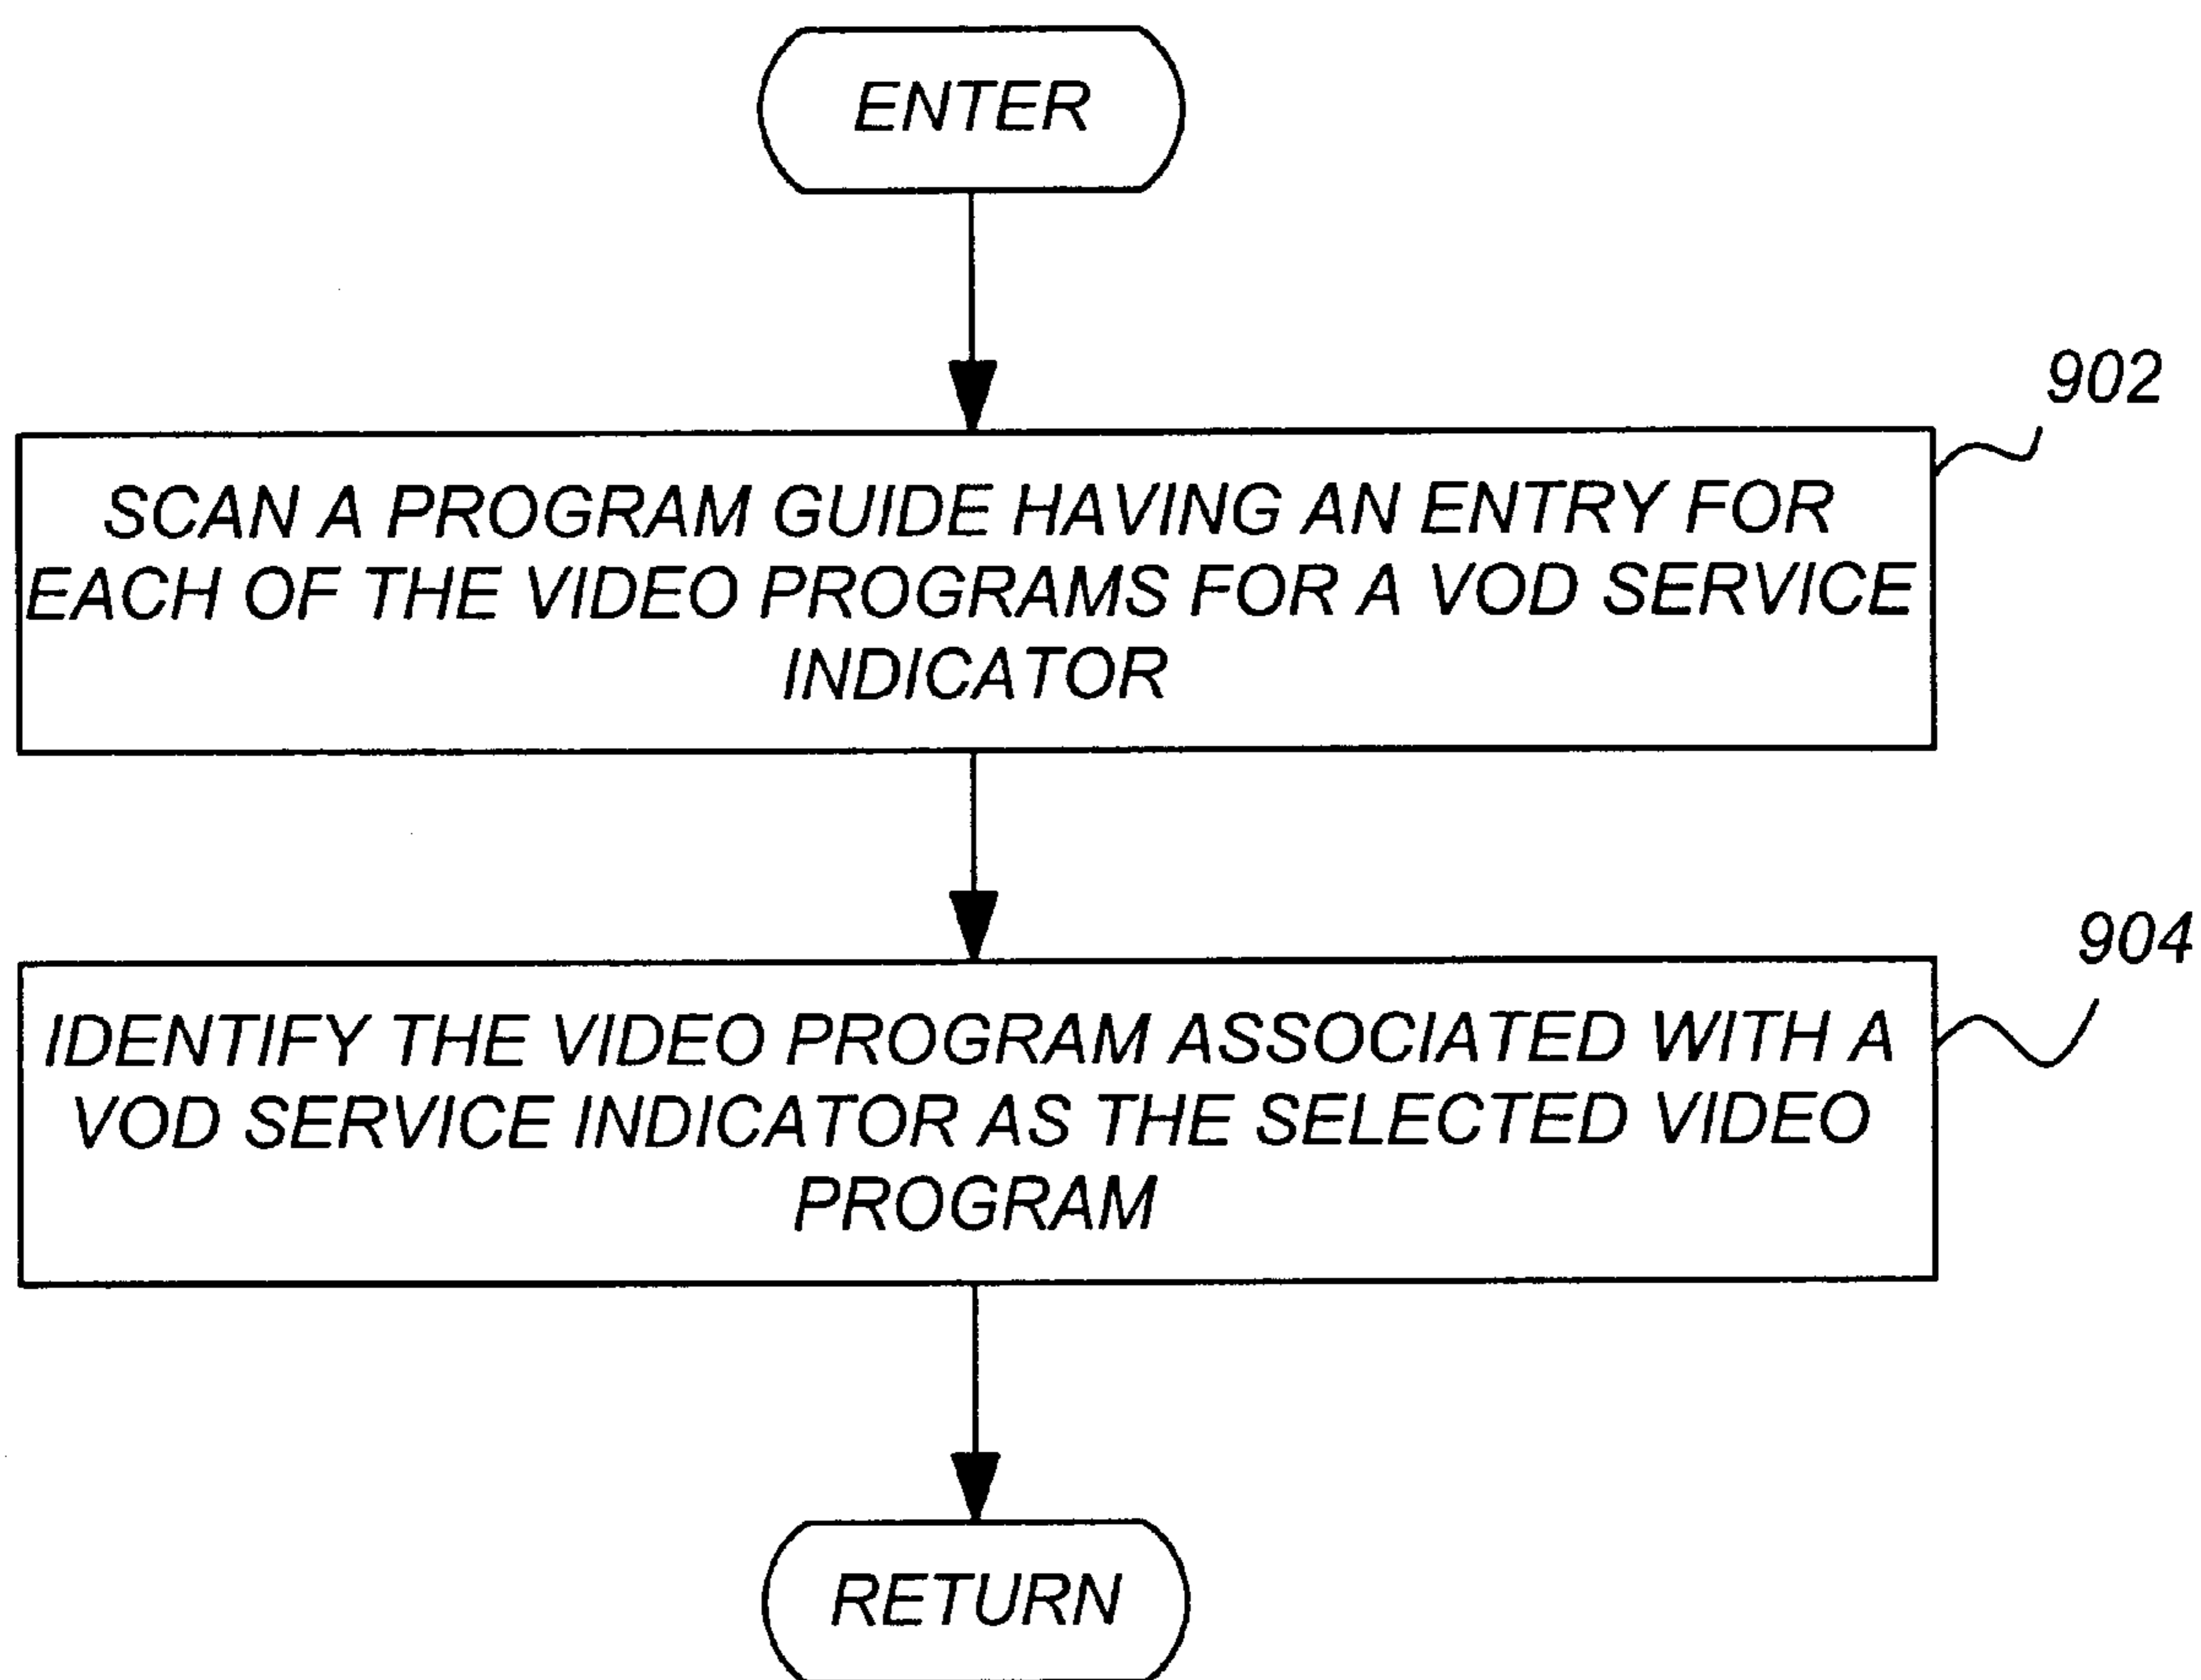 ENTER
902
SCAN A PROGRAM GUIDE HAVING AN ENTRY FOR
EACH OF THE VIDEO PROGRAMS FOR A VOD SERVICE
INDICATOR
904
IDENTIFY THE VIDEO PROGRAM ASSOCIATED WITH A
VOD SERVICE INDICATOR AS THE SELECTED VIDEO
PROGRAM
RETURN